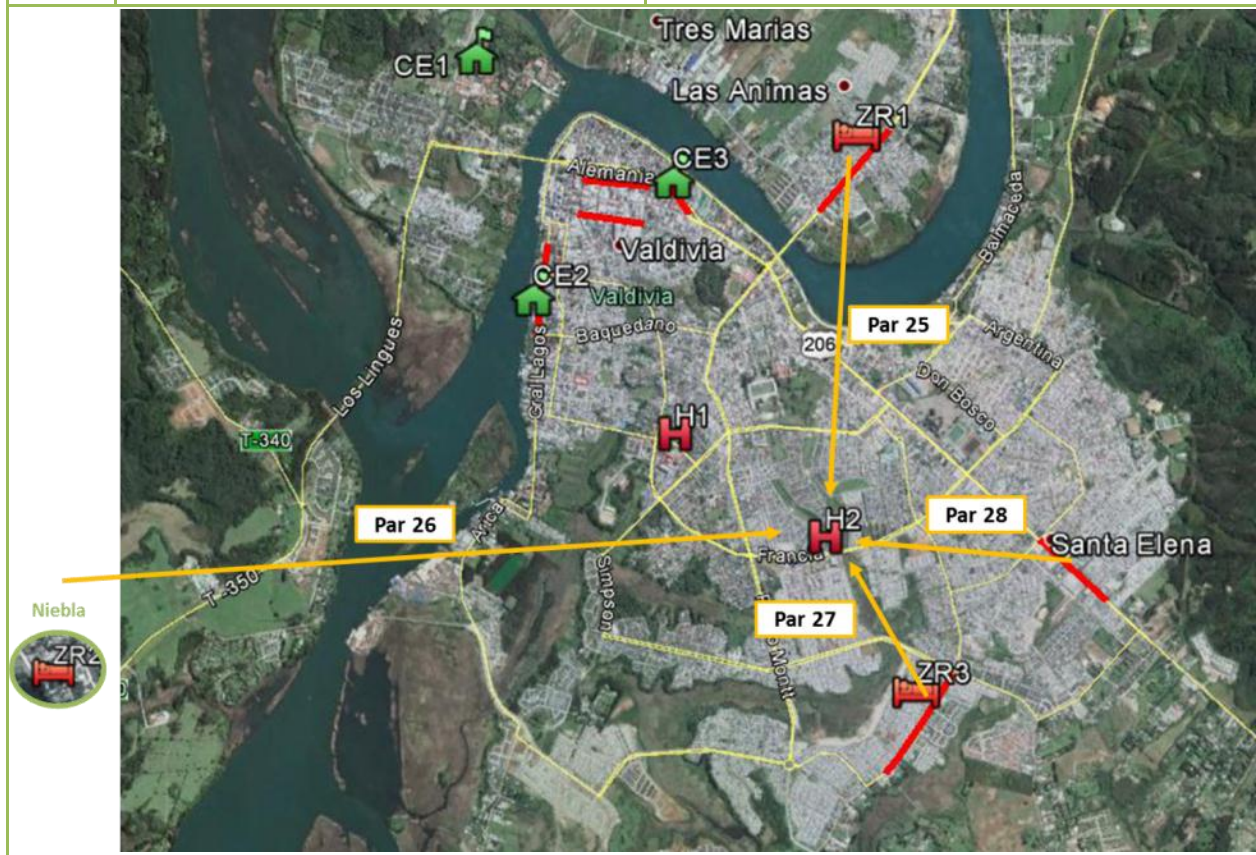 Tres Marias
CE1
Las Animas
ZR1
CE3
Alemania
Valdivia
Balmaceda
CE2
Valdivia
Baquedano
Par 25
206
Argentina
Los-Lingues
Gral Lagos
Don Bosco
H1
T-340
Par 26
Arica
H2
Par 28
Santa Elena
Francia
T -350
Simpson
Niebla
Par 27
ZR2
ZR3
Montt